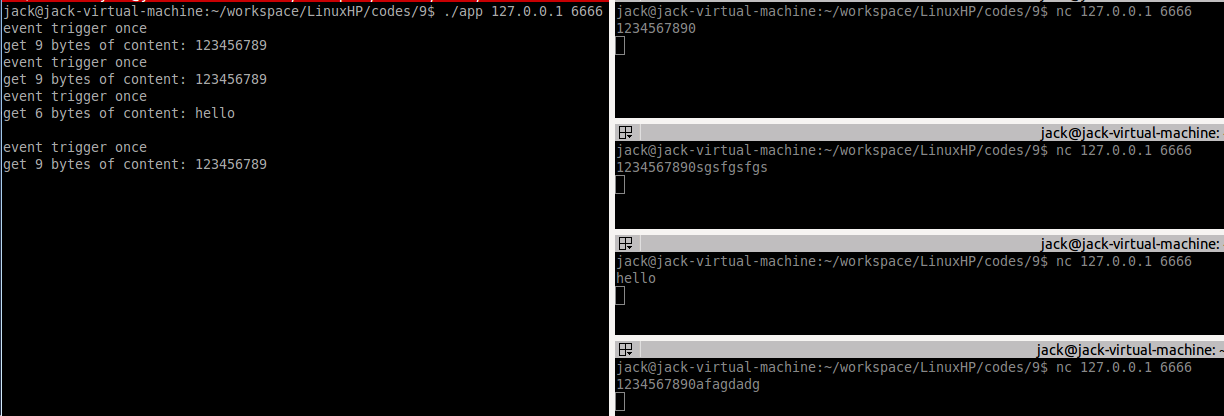 jack@jack-virtual-machine:~/workspace/LinuxHP/codes/9$ ./app 127.0.0.1 6666
event trigger once
get 9 bytes of content: 123456789
event trigger once
get 9 bytes of content: 123456789
event trigger once
get 6 bytes of content: hello
event trigger once
get 9 bytes of content: 123456789
jack@jack-virtual-machine:~/workspace/LinuxHP/codes/9$ nc 127.0.0.1 6666
1234567890
jack@jack-virtual-machine:
jack@jack-virtual-machine:~/workspace/LinuxHP/codes/9$ nc 127.0.0.1 6666
1234567890sgsfgsfgs
jack@jack-virtual-machine:
jack@jack-virtual-machine:~/workspace/LinuxHP/codes/9$ nc 127.0.0.1 6666
hello
jack@jack-virtual-machine: ~
jack@jack-virtual-machine:~/workspace/LinuxHP/codes/9$ nc 127.0.0.1 6666
1234567890afagdadg